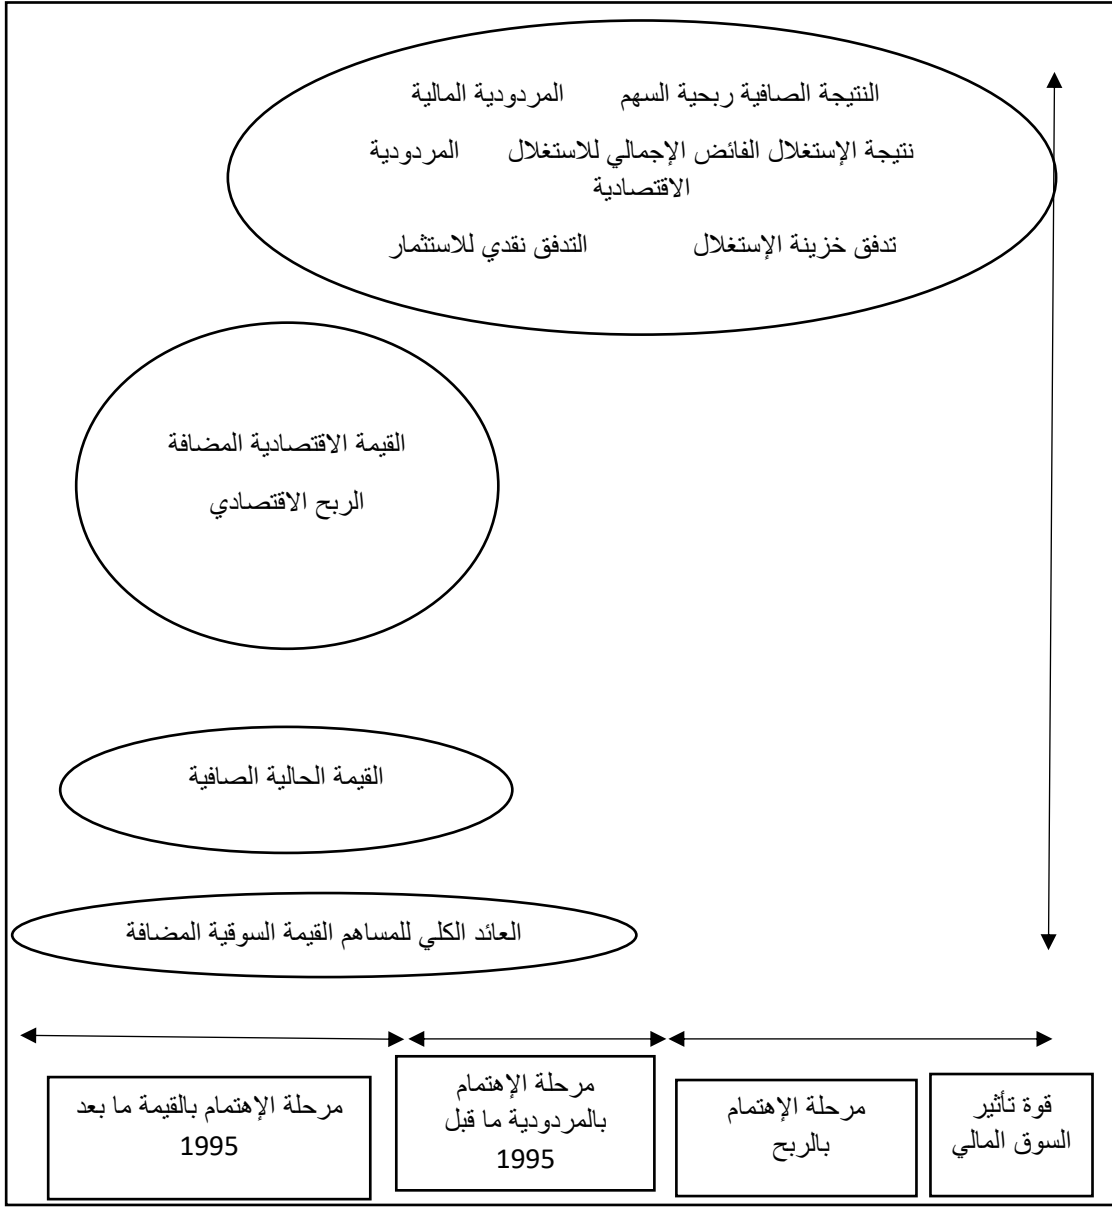 النتيجة الصافية ربحية السهم المردودية المالية
نتيجة الإستغلال الفائض الإجمالي للاستغلال المردودية
الاقتصادية
تدفق خزينة الإستغلال التدفق نقدي للاستثمار
القيمة الاقتصادية المضافة
الربح الاقتصادي
القيمة الحالية الصافية
العائد الكلي للمساهم القيمة السوقية المضافة
قوة تأثير
السوق المالي
مرحلة الإهتمام
بالربح
مرحلة الإهتمام
بالمردودية ما قبل
1995
مرحلة الإهتمام بالقيمة ما بعد
1995